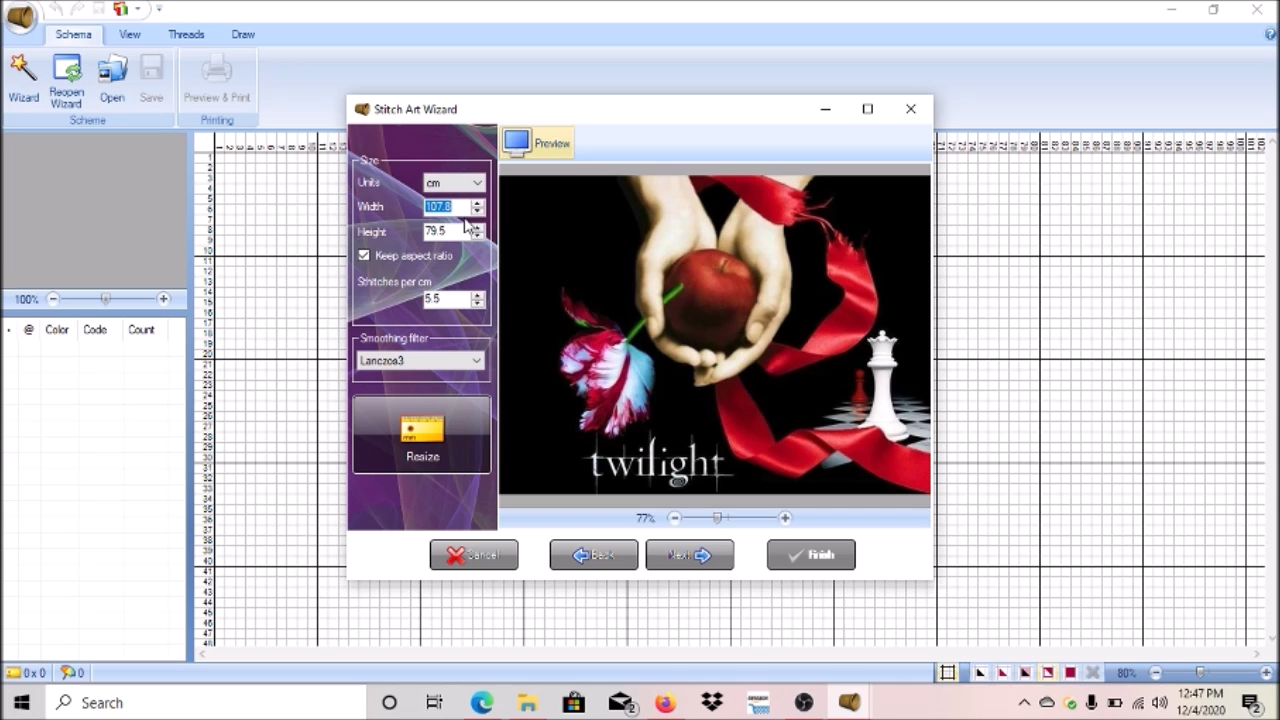 Schema View Threads Draw
Wizard Reopen Wizard Open Save Preview & Print
Scheme Printing
Stitch Art Wizard
Preview
Size
Units cm
Width 107.8
Height 79.5
Keep aspect ratio
Sthitches per cm
5.5
Smoothing filter
Lanczos3
Resize
twilight
77%
Cancel Back Next Finish
100%
@ Color Code Count
0 x 0 0
80%
Search
12:47 PM
12/4/2020